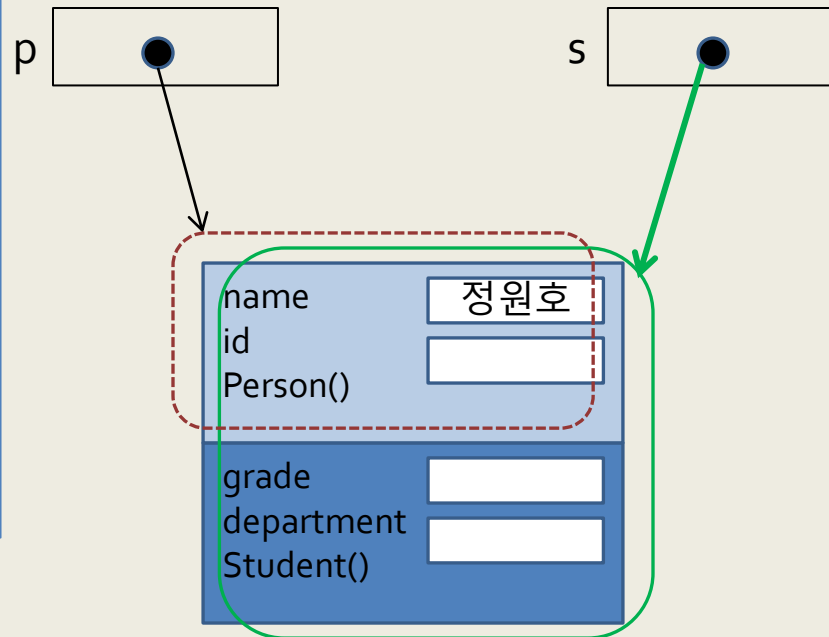 p
s
name 정원호
id
Person()
grade
department
Student()